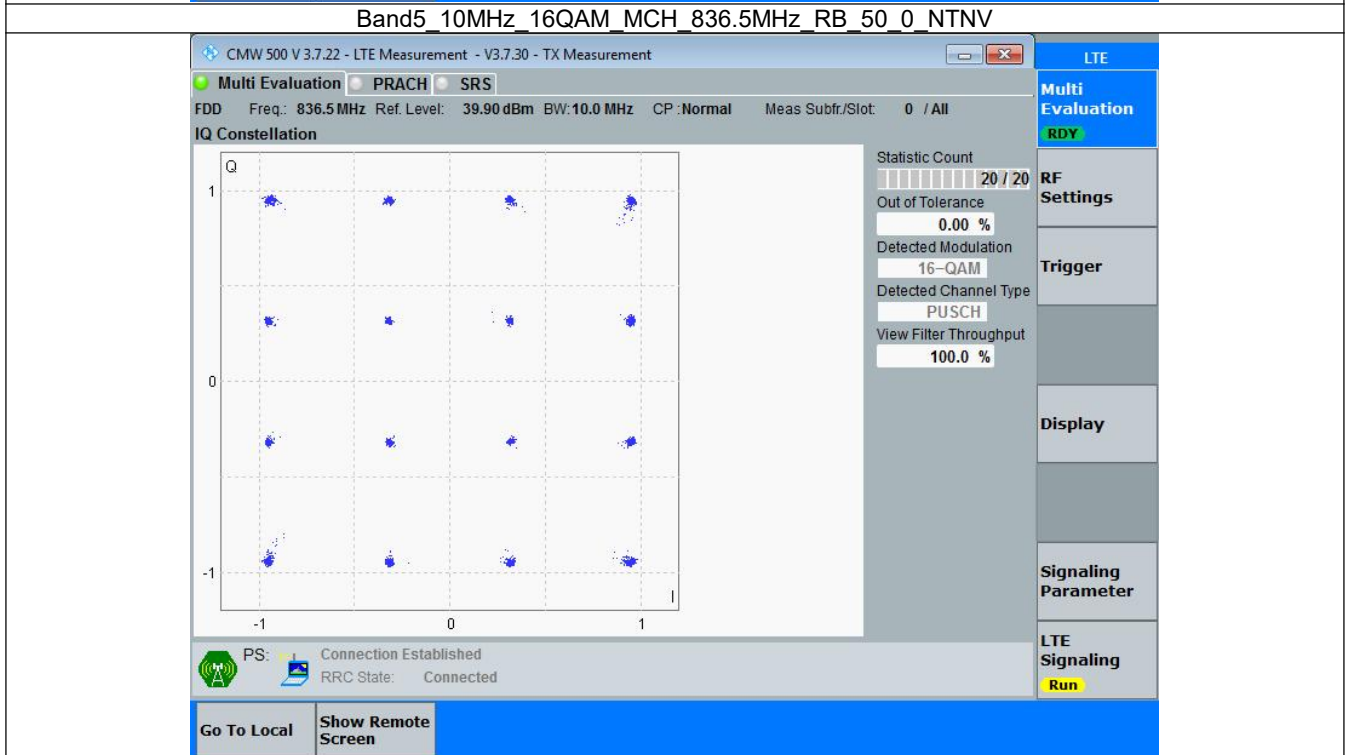 Band5_10MHz_16QAM_MCH_836.5MHz_RB_50_0_NTNV
CMW 500 V 3.7.22 - LTE Measurement - V3.7.30 - TX Measurement
LTE
Multi Evaluation PRACH SRS
Multi
Evaluation
RDY
FDD Freq.: 836.5 MHz Ref. Level: 39.90 dBm BW: 10.0 MHz CP : Normal Meas Subfr./Slot: 0 / All
IQ Constellation
Q
1
0
-1
I
-1 0 1
Statistic Count
20 / 20
Out of Tolerance
0.00 %
Detected Modulation
16-QAM
Detected Channel Type
PUSCH
View Filter Throughput
100.0 %
RF
Settings
Trigger
Display
Signaling
Parameter
LTE
Signaling
Run
PS: Connection Established
RRC State: Connected
Go To Local
Show Remote
Screen